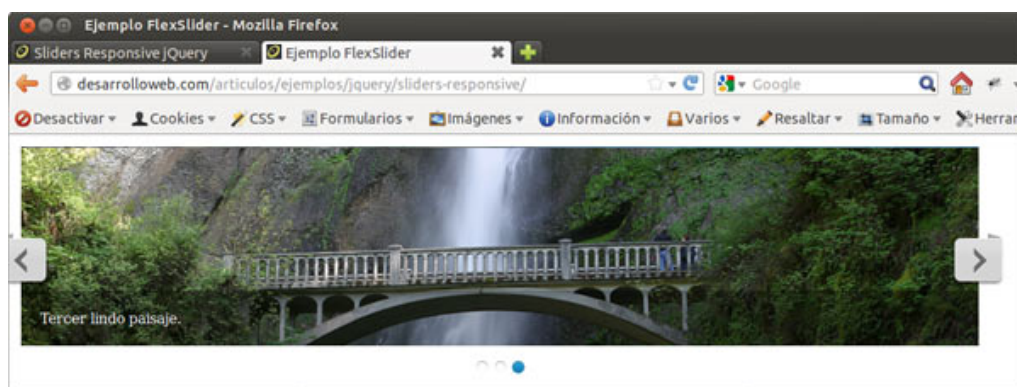 Ejemplo FlexSlider - Mozilla Firefox
Sliders Responsive jQuery
Ejemplo FlexSlider
desarrolloweb.com/articulos/ejemplos/jquery/sliders-responsive/
Google
Desactivar Cookies CSS Formularios Imágenes Información Varios Resaltar Tamaño Herrar
Tercer lindo paisaje.